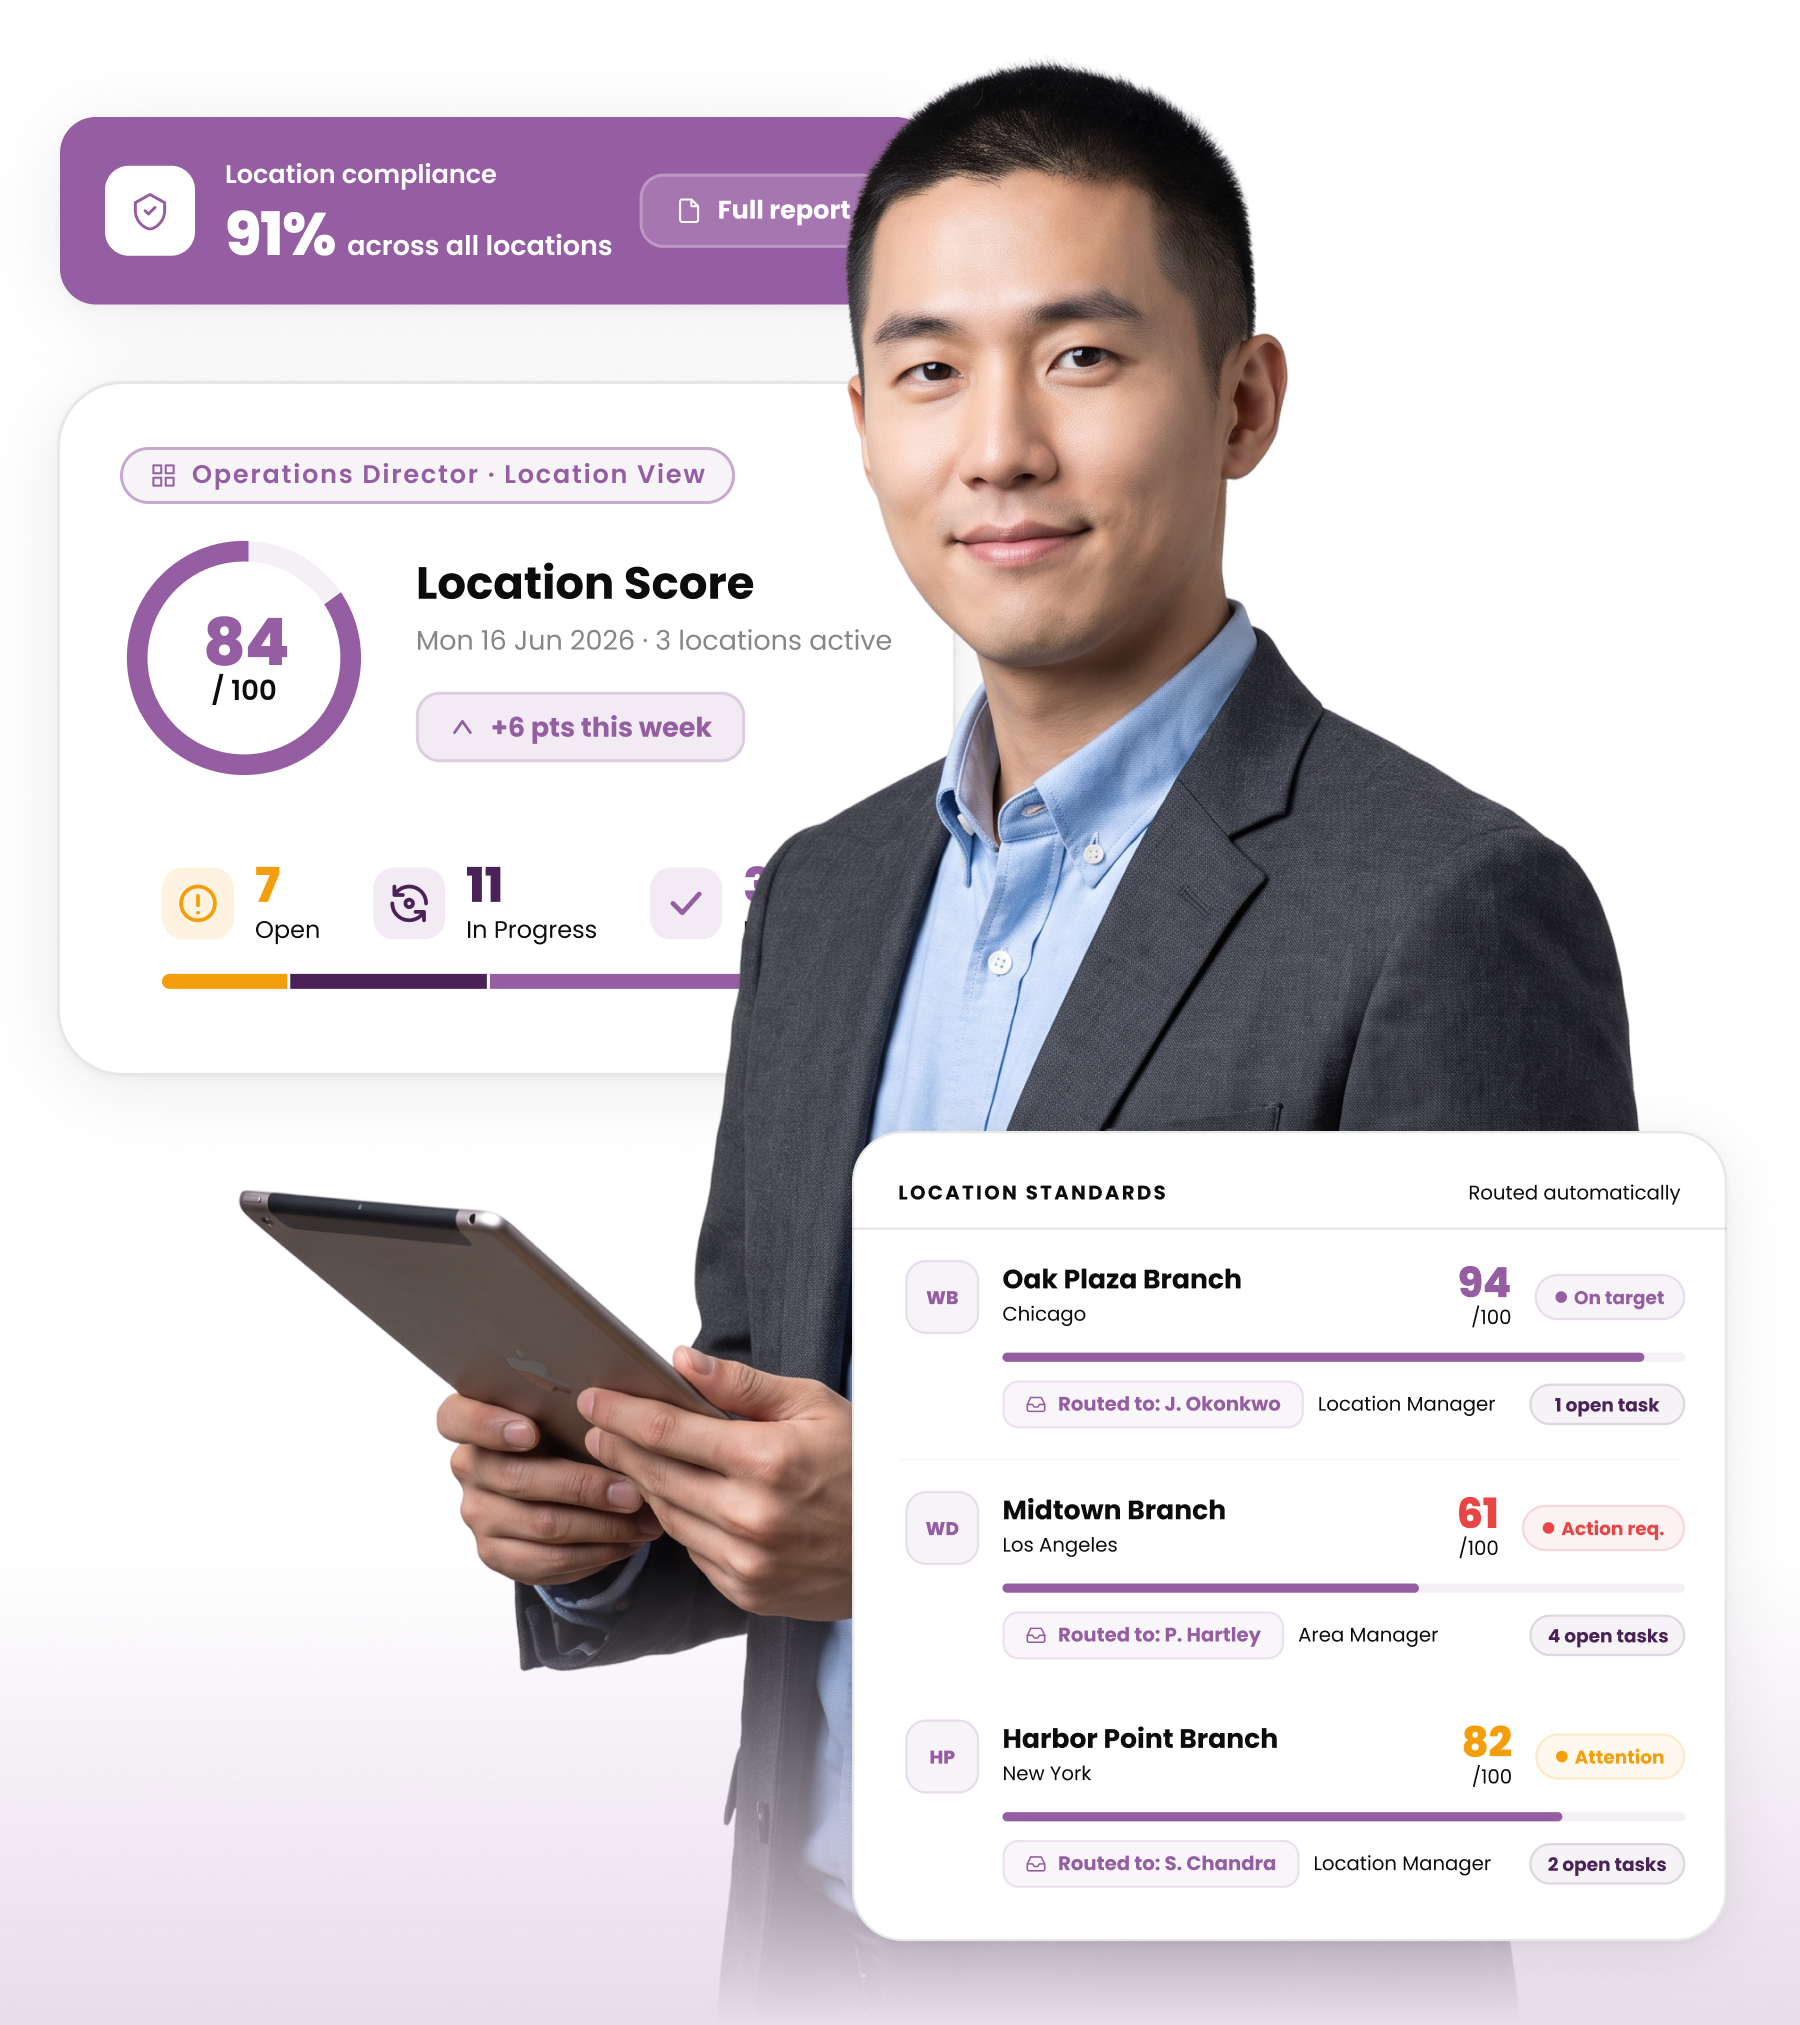 Location compliance
91% across all locations
Full report
Operations Director · Location View
84
/ 100
Location Score
Mon 16 Jun 2026 · 3 locations active
+6 pts this week
7
Open
11
In Progress
LOCATION STANDARDS
Routed automatically
WB
Oak Plaza Branch
Chicago
94
/100
On target
Routed to: J. Okonkwo
Location Manager
1 open task
WD
Midtown Branch
Los Angeles
61
/100
Action req.
Routed to: P. Hartley
Area Manager
4 open tasks
HP
Harbor Point Branch
New York
82
/100
Attention
Routed to: S. Chandra
Location Manager
2 open tasks